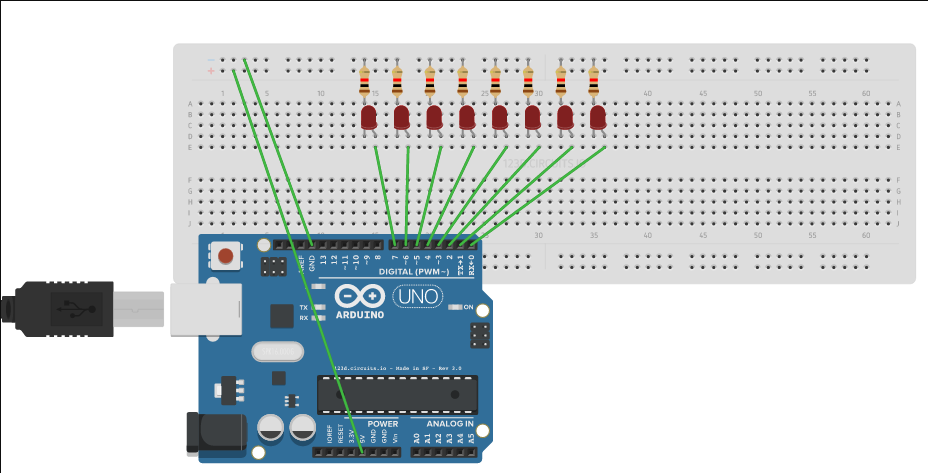 − −
+ +
1 5 10 15 40 45 50 55 60
A A
B B
C C
D D
E E
123D CIRCUITS
F F
G G
H H
I I
J J
30 35 40 45 50 55 60
AREF GND 13 12 ~11 ~10 ~9 8 7 ~6 ~5 4 ~3 2 TX→1 RX←0
DIGITAL (PWM~)
UNO
TX
RX
ON
ARDUINO
123d.circuits.io - Made in SF - Rev 3.0
POWER ANALOG IN
IOREF RESET 3.3V 5V GND GND Vin A0 A1 A2 A3 A4 A5